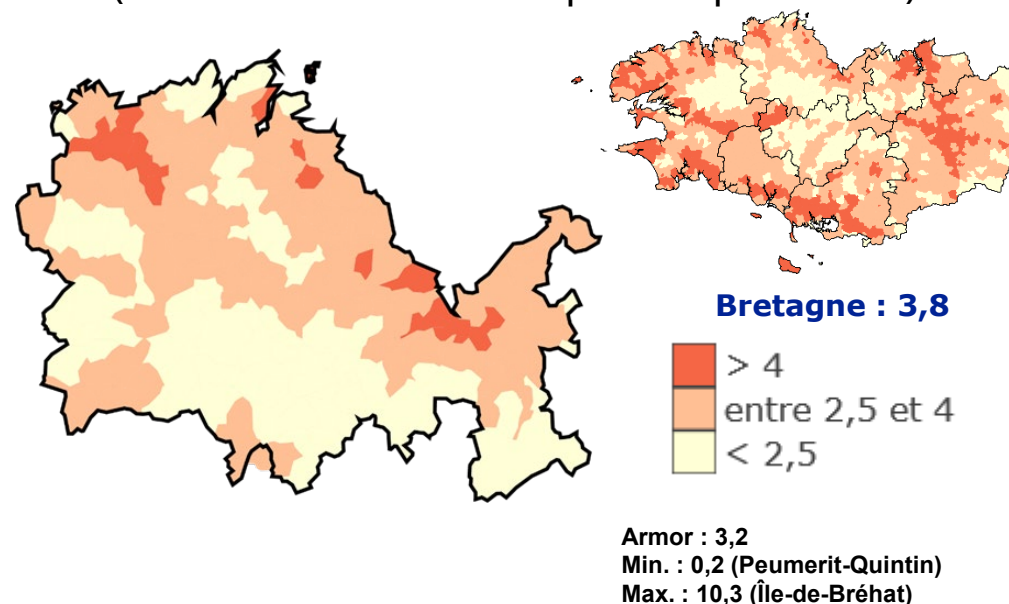 Bretagne : 3,8
> 4
entre 2,5 et 4
< 2,5
Armor : 3,2
Min. : 0,2 (Peumerit-Quintin)
Max. : 10,3 (Île-de-Bréhat)